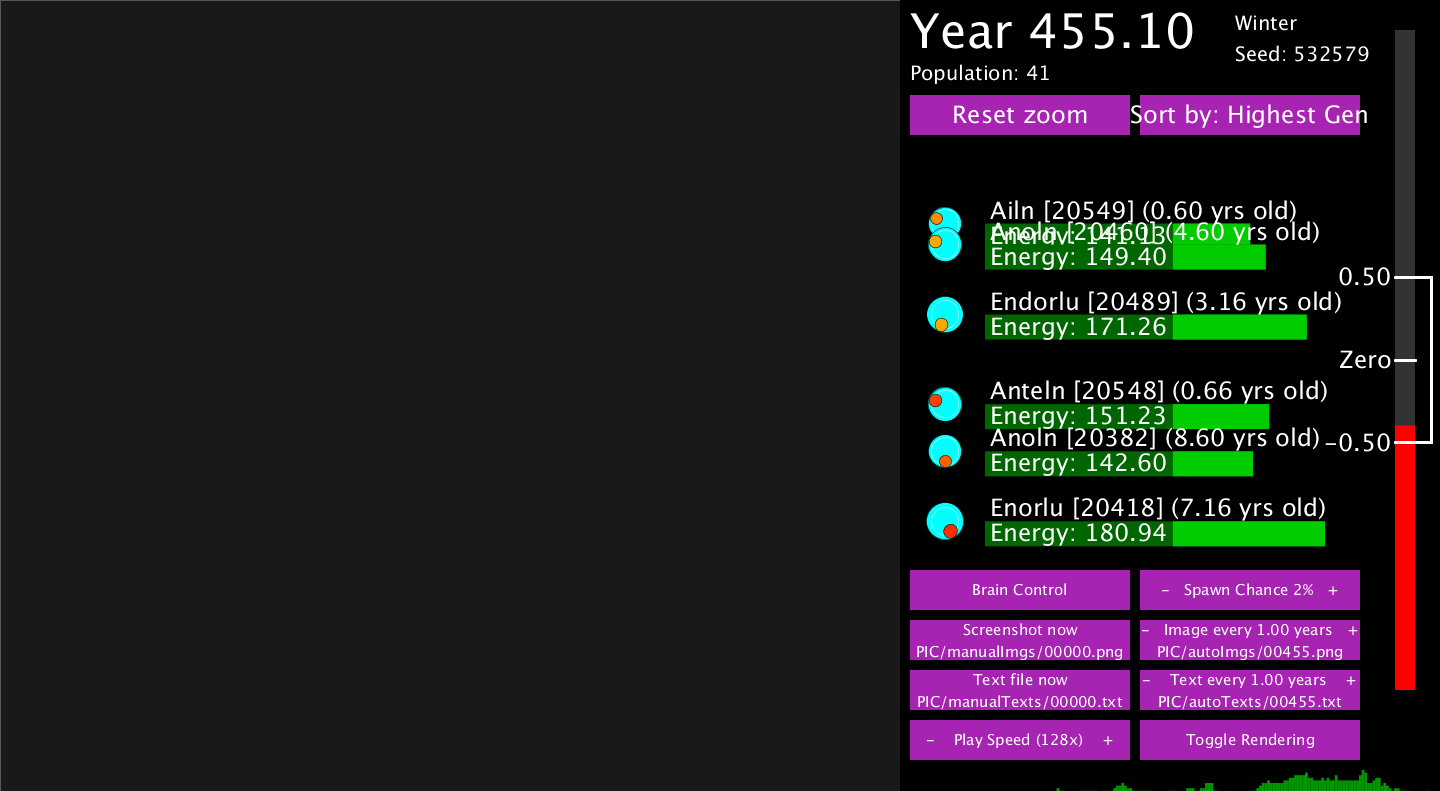 Year 455.10
Winter
Seed: 532579
Population: 41
Reset zoom
Sort by: Highest Gen
Ailn [20549] (0.60 yrs old)
Energy: 141.13
Anoln [20460] (4.60 yrs old)
Energy: 149.40
0.50
Endorlu [20489] (3.16 yrs old)
Energy: 171.26
Zero
Anteln [20548] (0.66 yrs old)
Energy: 151.23
Anoln [20382] (8.60 yrs old)
-0.50
Energy: 142.60
Enorlu [20418] (7.16 yrs old)
Energy: 180.94
Brain Control
- Spawn Chance 2% +
Screenshot now
PIC/manualImgs/00000.png
- Image every 1.00 years +
PIC/autoImgs/00455.png
Text file now
PIC/manualTexts/00000.txt
- Text every 1.00 years +
PIC/autoTexts/00455.txt
- Play Speed (128x) +
Toggle Rendering